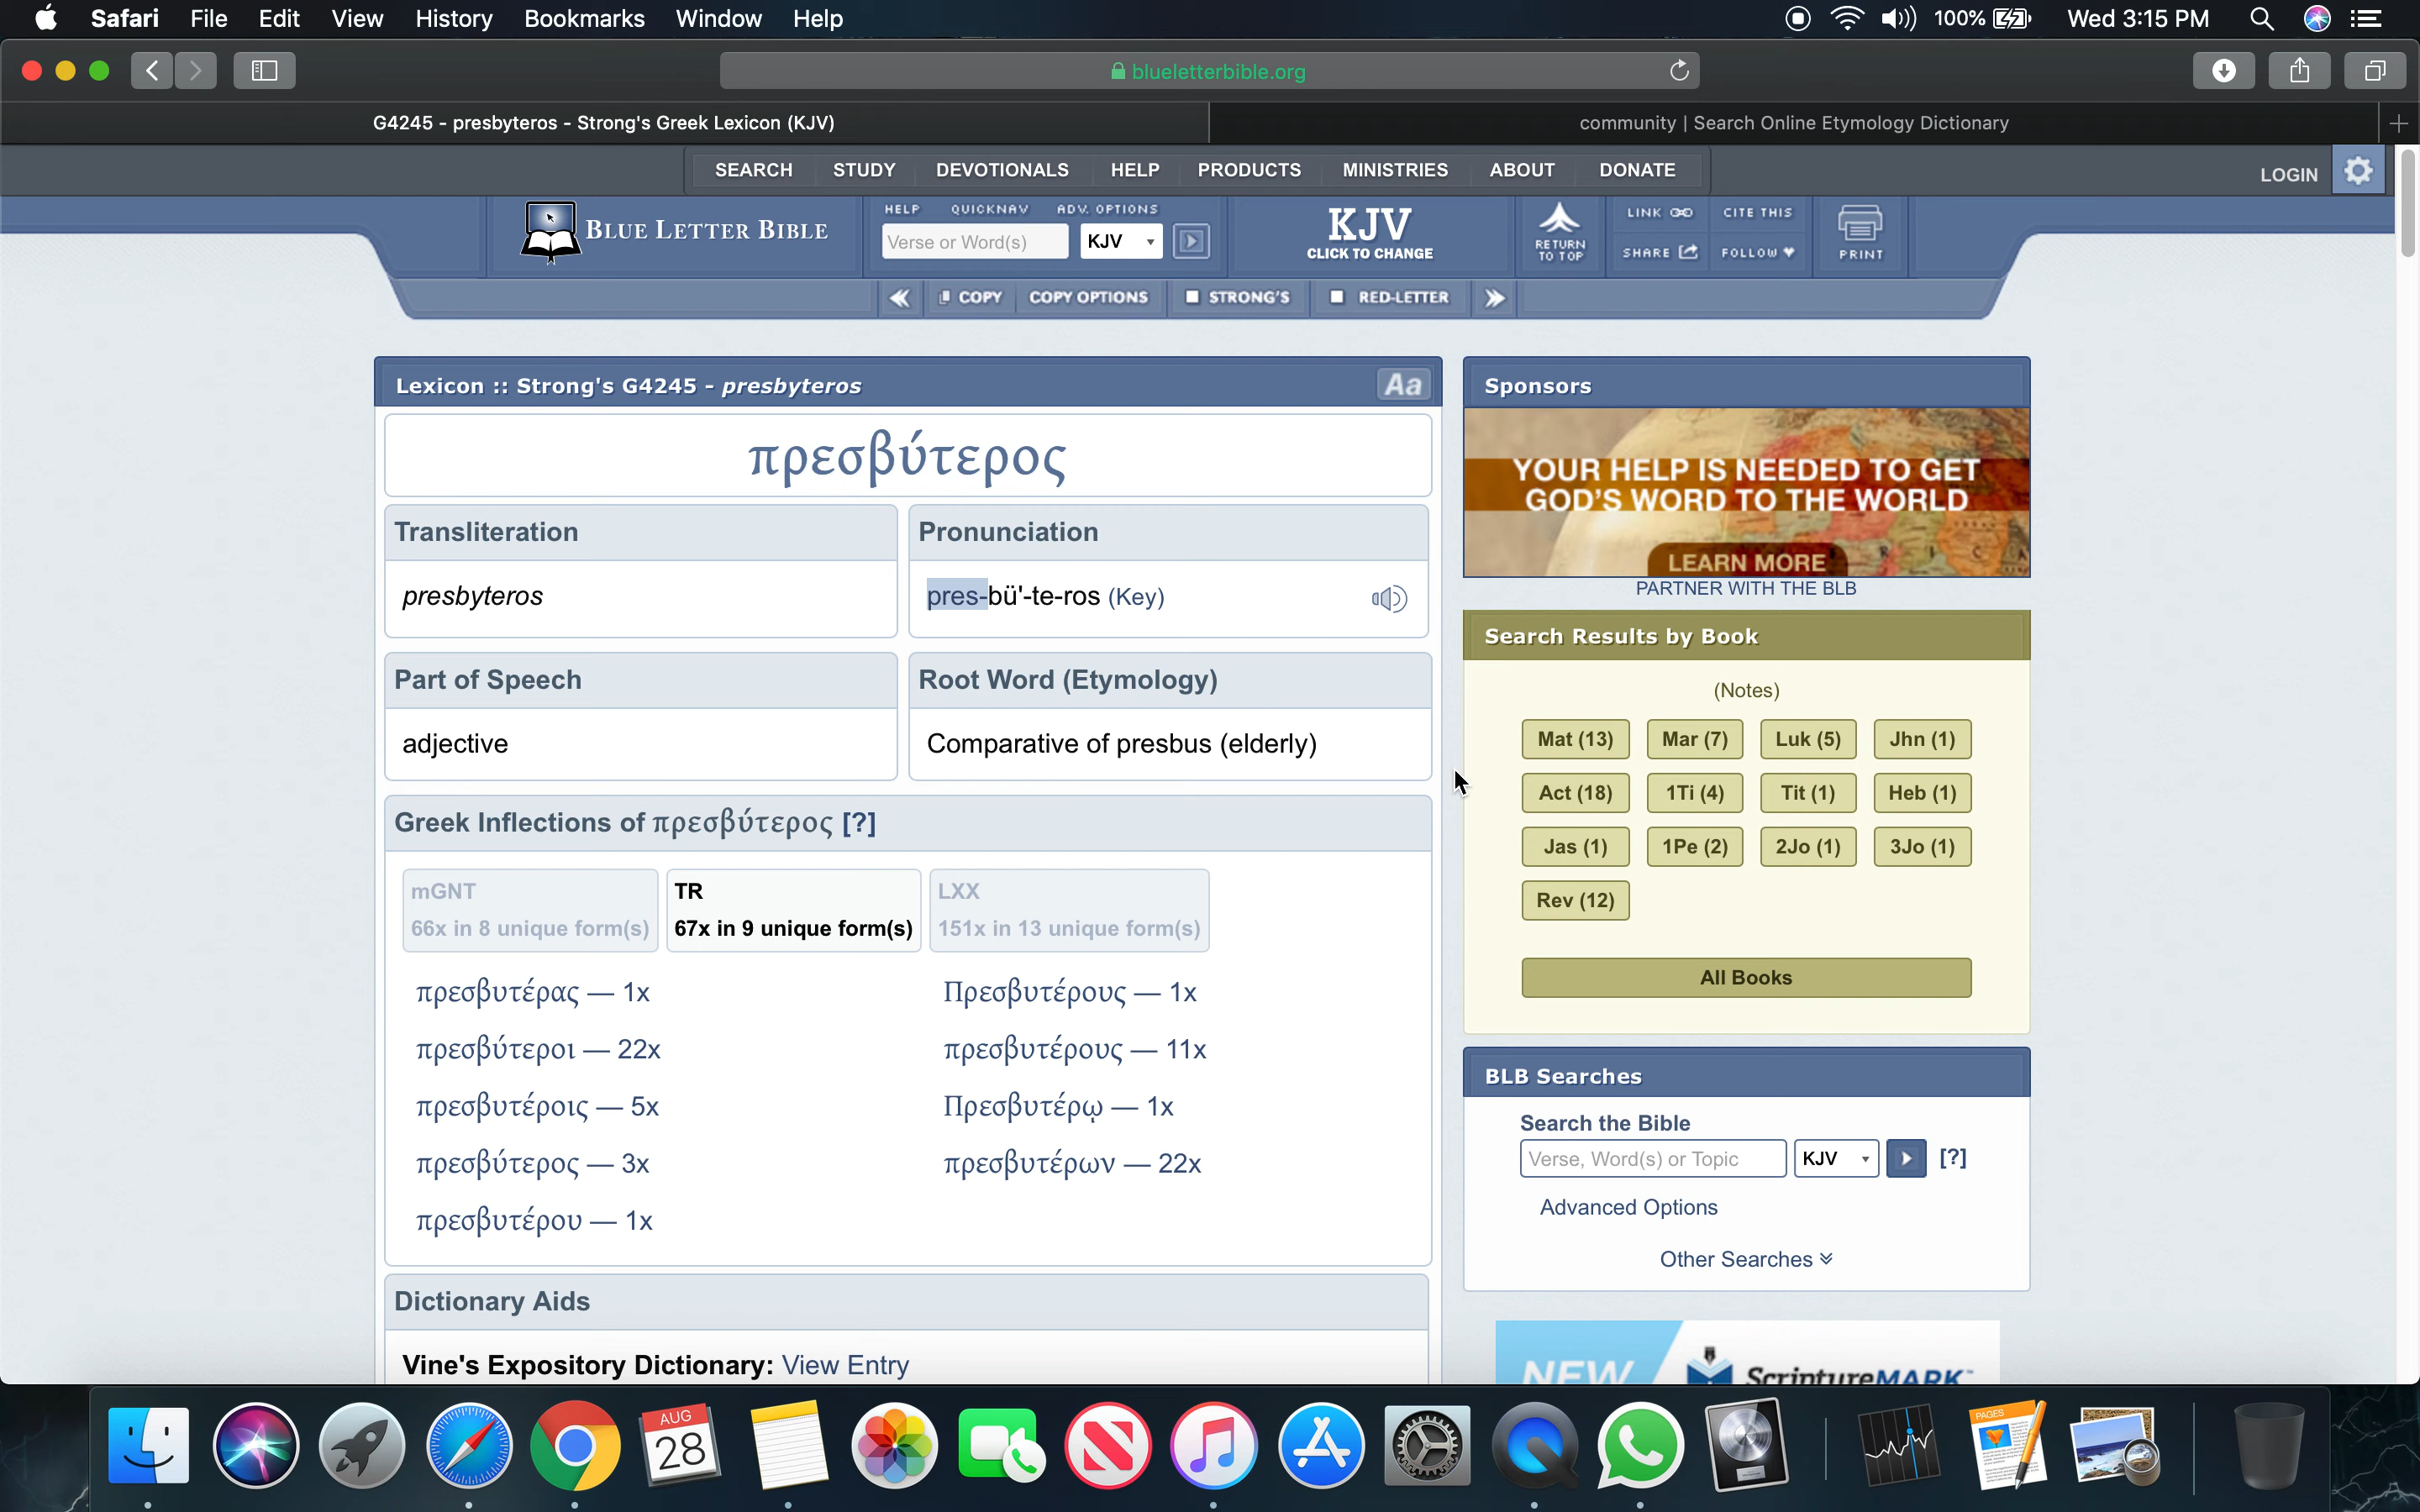 Safari File Edit View History Bookmarks Window Help 100% Wed 3:15 PM
blueletterbible.org
G4245 - presbyteros - Strong's Greek Lexicon (KJV)
community | Search Online Etymology Dictionary
SEARCH STUDY DEVOTIONALS HELP PRODUCTS MINISTRIES ABOUT DONATE
LOGIN
BLUE LETTER BIBLE
HELP QUICKNAV ADV. OPTIONS
Verse or Word(s) KJV
KJV
CLICK TO CHANGE
RETURN
TO TOP
LINK CITE THIS
SHARE FOLLOW
PRINT
COPY COPY OPTIONS STRONG'S RED-LETTER
Lexicon :: Strong's G4245 - presbyteros
Aa
πρεσβύτερος
Transliteration
presbyteros
Pronunciation
pres-bü'-te-ros (Key)
Part of Speech
adjective
Root Word (Etymology)
Comparative of presbus (elderly)
Greek Inflections of πρεσβύτερος [?]
mGNT
66x in 8 unique form(s)
TR
67x in 9 unique form(s)
LXX
151x in 13 unique form(s)
πρεσβυτέρας — 1x
πρεσβύτεροι — 22x
πρεσβυτέροις — 5x
πρεσβύτερος — 3x
πρεσβυτέρου — 1x
Πρεσβυτέρους — 1x
πρεσβυτέρους — 11x
Πρεσβυτέρῳ — 1x
πρεσβυτέρων — 22x
Dictionary Aids
Vine's Expository Dictionary: View Entry
Sponsors
YOUR HELP IS NEEDED TO GET
GOD'S WORD TO THE WORLD
LEARN MORE
PARTNER WITH THE BLB
Search Results by Book
(Notes)
Mat (13) Mar (7) Luk (5) Jhn (1)
Act (18) 1Ti (4) Tit (1) Heb (1)
Jas (1) 1Pe (2) 2Jo (1) 3Jo (1)
Rev (12)
All Books
BLB Searches
Search the Bible
Verse, Word(s) or Topic KJV [?]
Advanced Options
Other Searches
NEW ScriptureMARK
AUG
28
PAGES